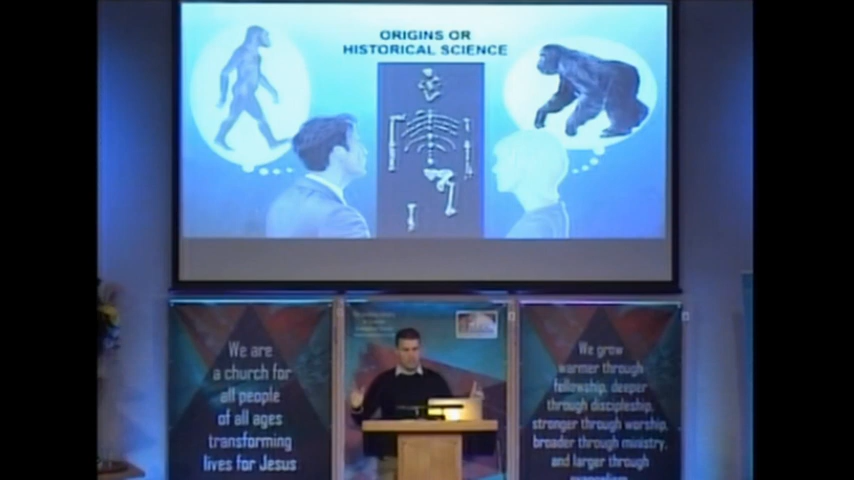 ORIGINS OR
HISTORICAL SCIENCE
We are
a church for
all people
of all ages
transforming
lives for Jesus
We grow
warmer through
fellowship, deeper
through discipleship,
stronger through worship,
broader through ministry,
and larger through